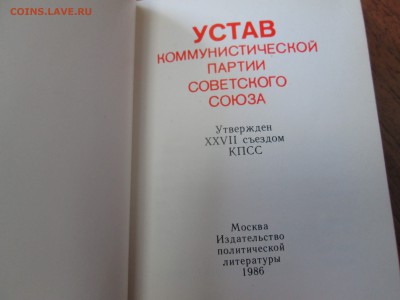 COINS.LAVE.RU
УСТАВ
КОММУНИСТИЧЕСКОЙ
ПАРТИИ
СОВЕТСКОГО
СОЮЗА
Утвержден
XXVII съездом
КПСС
Москва
Издательство
политической
литературы
1986